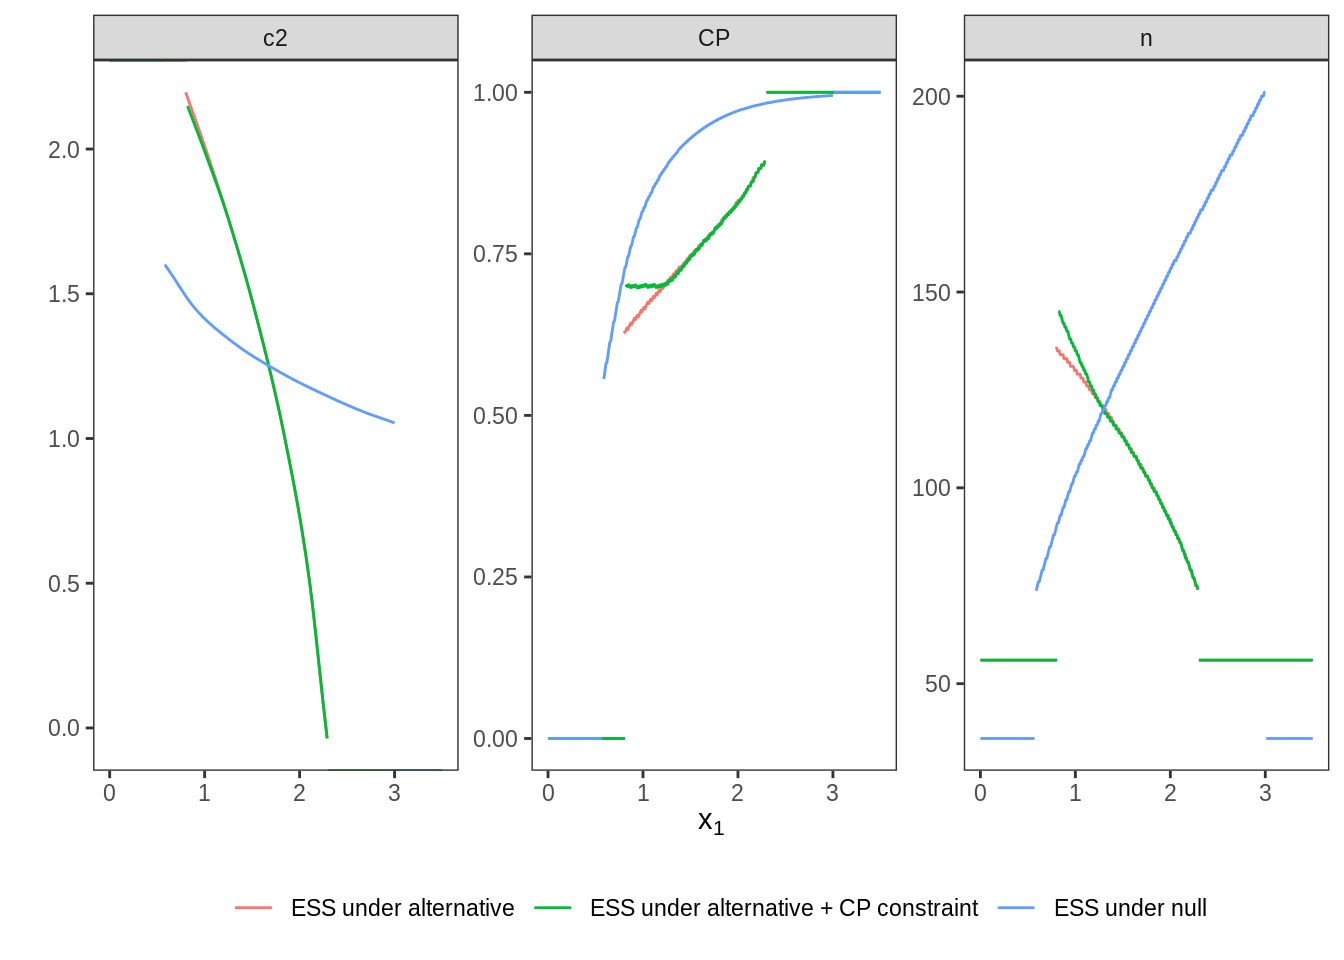 c2 CP n
2.0 1.00 200
1.5 0.75 150
1.0 0.50 100
0.5 0.25 50
0.0 0.00
0 1 2 3 0 1 2 3 0 1 2 3
x1
ESS under alternative ESS under alternative + CP constraint ESS under null